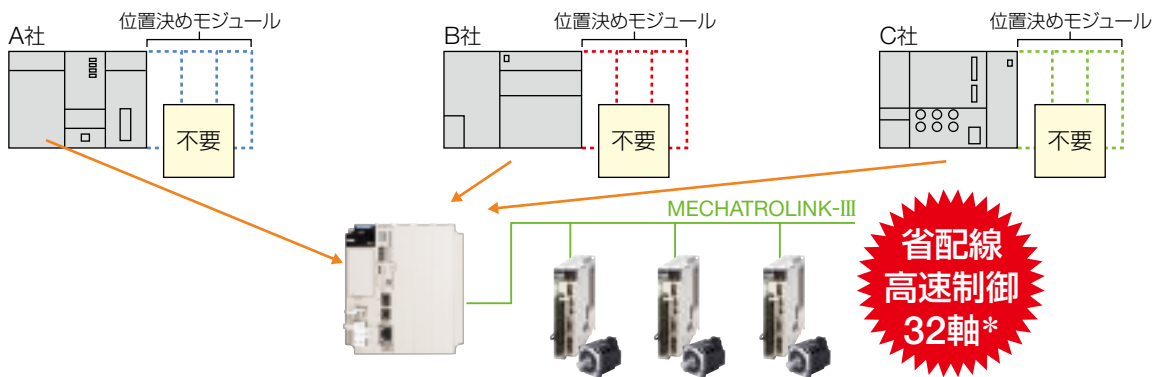 A社
位置決めモジュール
不要
B社
位置決めモジュール
不要
C社
位置決めモジュール
不要
MECHATROLINK-Ⅲ
省配線
高速制御
32軸*